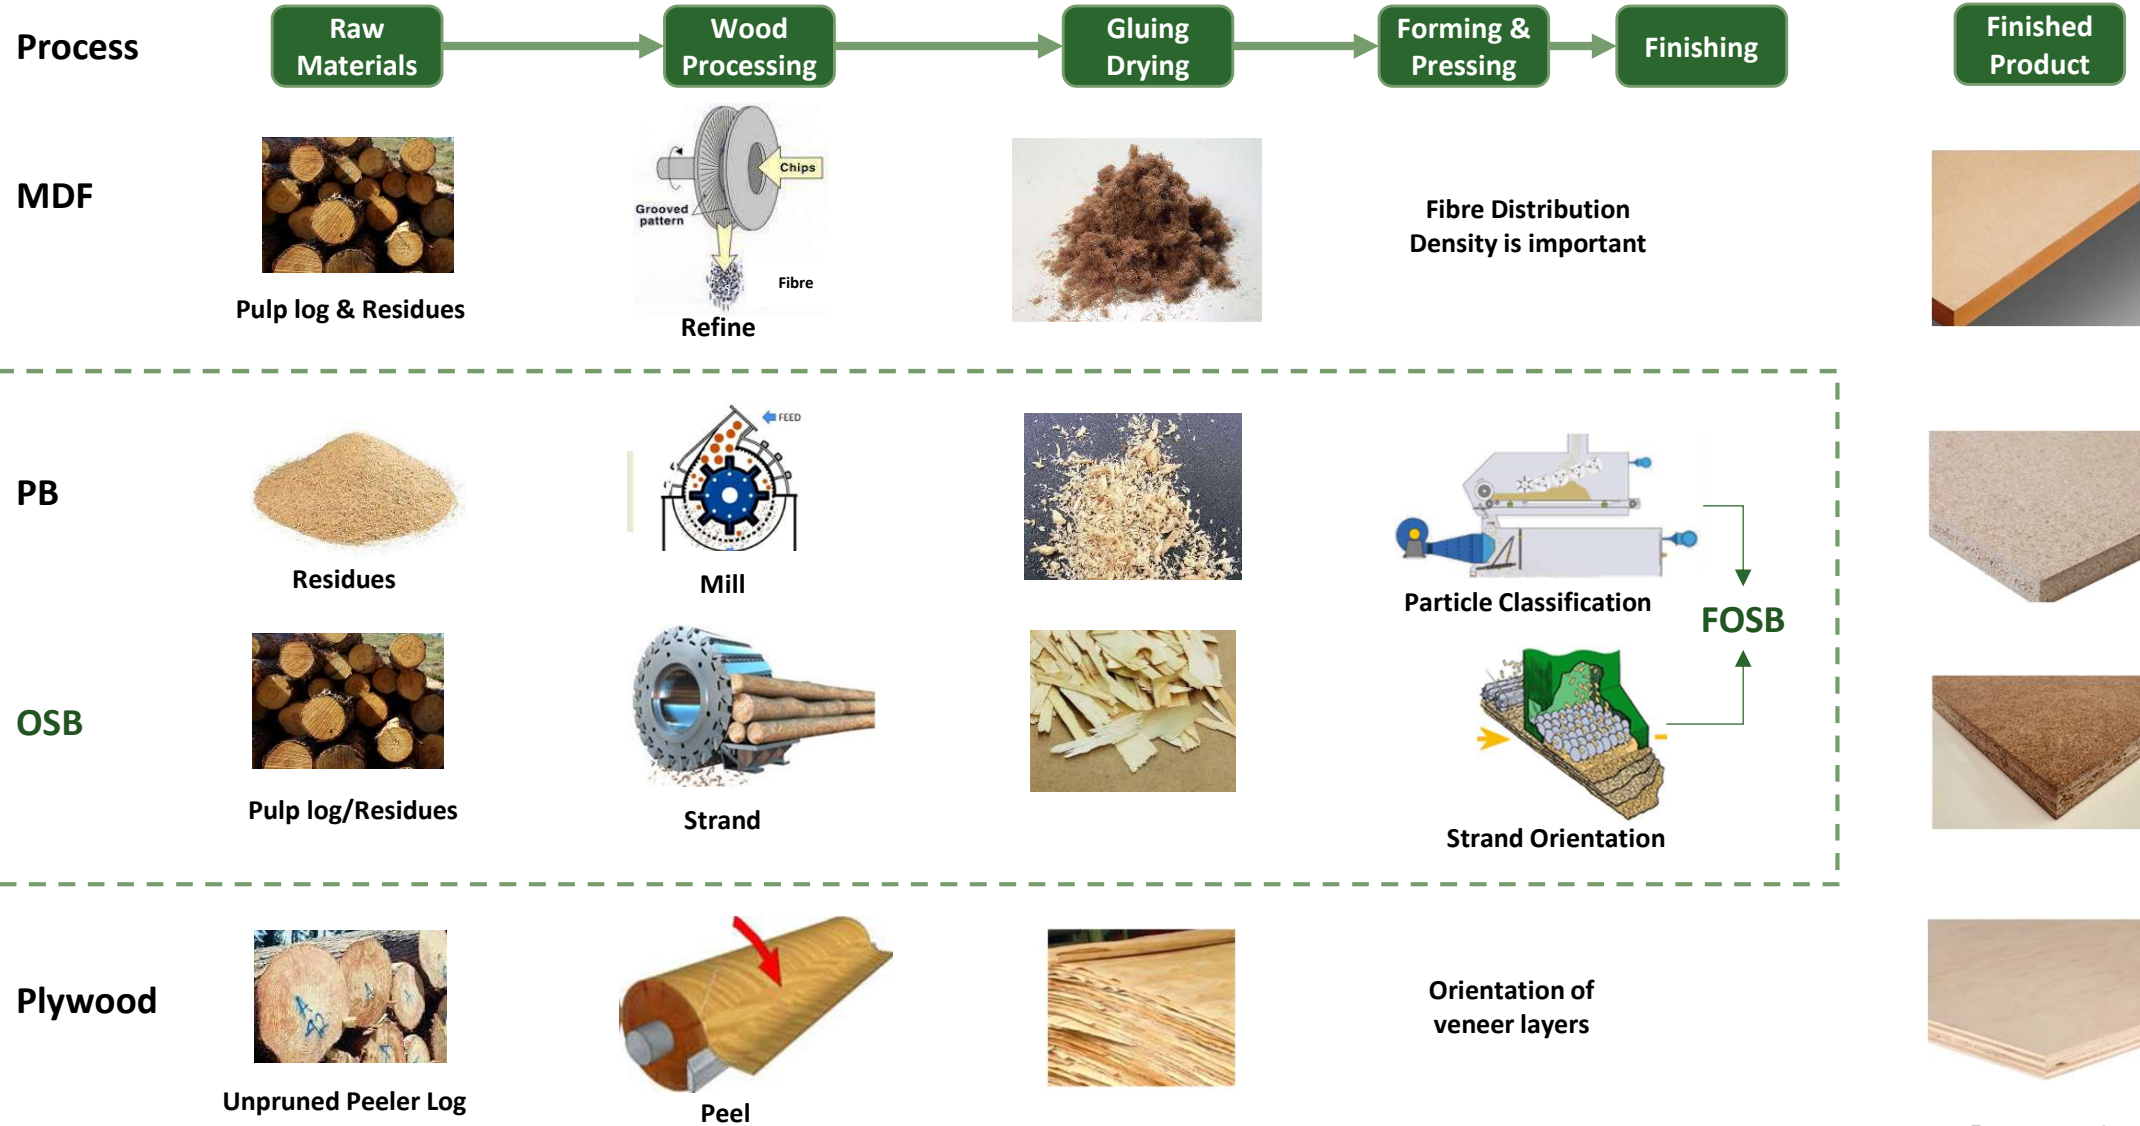 Process
Raw
Materials
Wood
Processing
Gluing
Drying
Forming &
Pressing
Finishing
Finished
Product
MDF
Pulp log & Residues
Chips
Grooved
pattern
Fibre
Refine
Fibre Distribution
Density is important
PB
Residues
FEED
Mill
Particle Classification
FOSB
OSB
Pulp log/Residues
Strand
Strand Orientation
Plywood
Unpruned Peeler Log
Peel
Orientation of
veneer layers